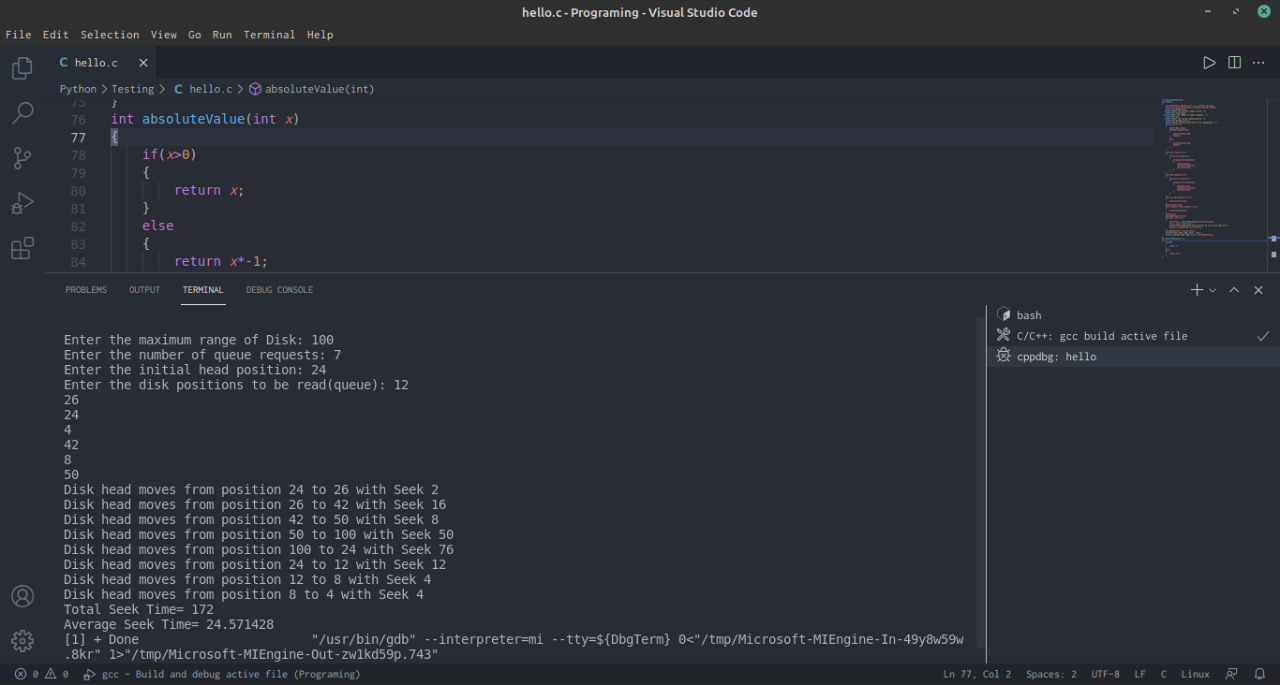 hello.c - Programing - Visual Studio Code
File Edit Selection View Go Run Terminal Help
C hello.c
Python > Testing > C hello.c > absoluteValue(int)
75 }
76 int absoluteValue(int x)
77 {
78 if(x>0)
79 {
80 return x;
81 }
82 else
83 {
84 return x*-1;
PROBLEMS OUTPUT TERMINAL DEBUG CONSOLE
Enter the maximum range of Disk: 100
Enter the number of queue requests: 7
Enter the initial head position: 24
Enter the disk positions to be read(queue): 12
26
24
4
42
8
50
Disk head moves from position 24 to 26 with Seek 2
Disk head moves from position 26 to 42 with Seek 16
Disk head moves from position 42 to 50 with Seek 8
Disk head moves from position 50 to 100 with Seek 50
Disk head moves from position 100 to 24 with Seek 76
Disk head moves from position 24 to 12 with Seek 12
Disk head moves from position 12 to 8 with Seek 4
Disk head moves from position 8 to 4 with Seek 4
Total Seek Time= 172
Average Seek Time= 24.571428
[1] + Done "/usr/bin/gdb" --interpreter=mi --tty=${DbgTerm} 0<"/tmp/Microsoft-MIEngine-In-49y8w59w
.8kr" 1>"/tmp/Microsoft-MIEngine-Out-zw1kd59p.743"
bash
C/C++: gcc build active file
cppdbg: hello
0 0 gcc - Build and debug active file (Programing)
Ln 77, Col 2 Spaces: 2 UTF-8 LF C Linux